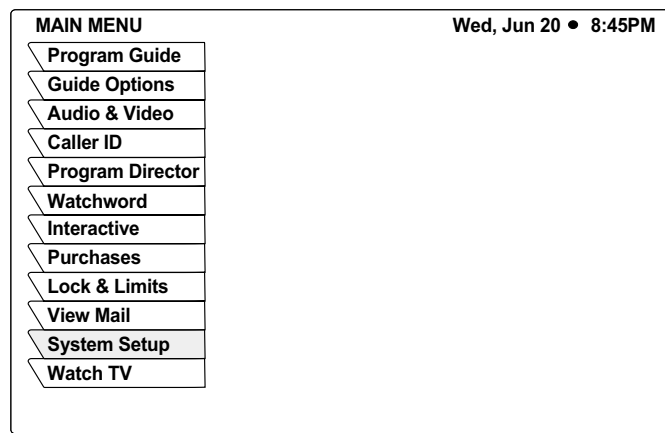 MAIN MENU Wed, Jun 20 ● 8:45PM
Program Guide
Guide Options
Audio & Video
Caller ID
Program Director
Watchword
Interactive
Purchases
Lock & Limits
View Mail
System Setup
Watch TV